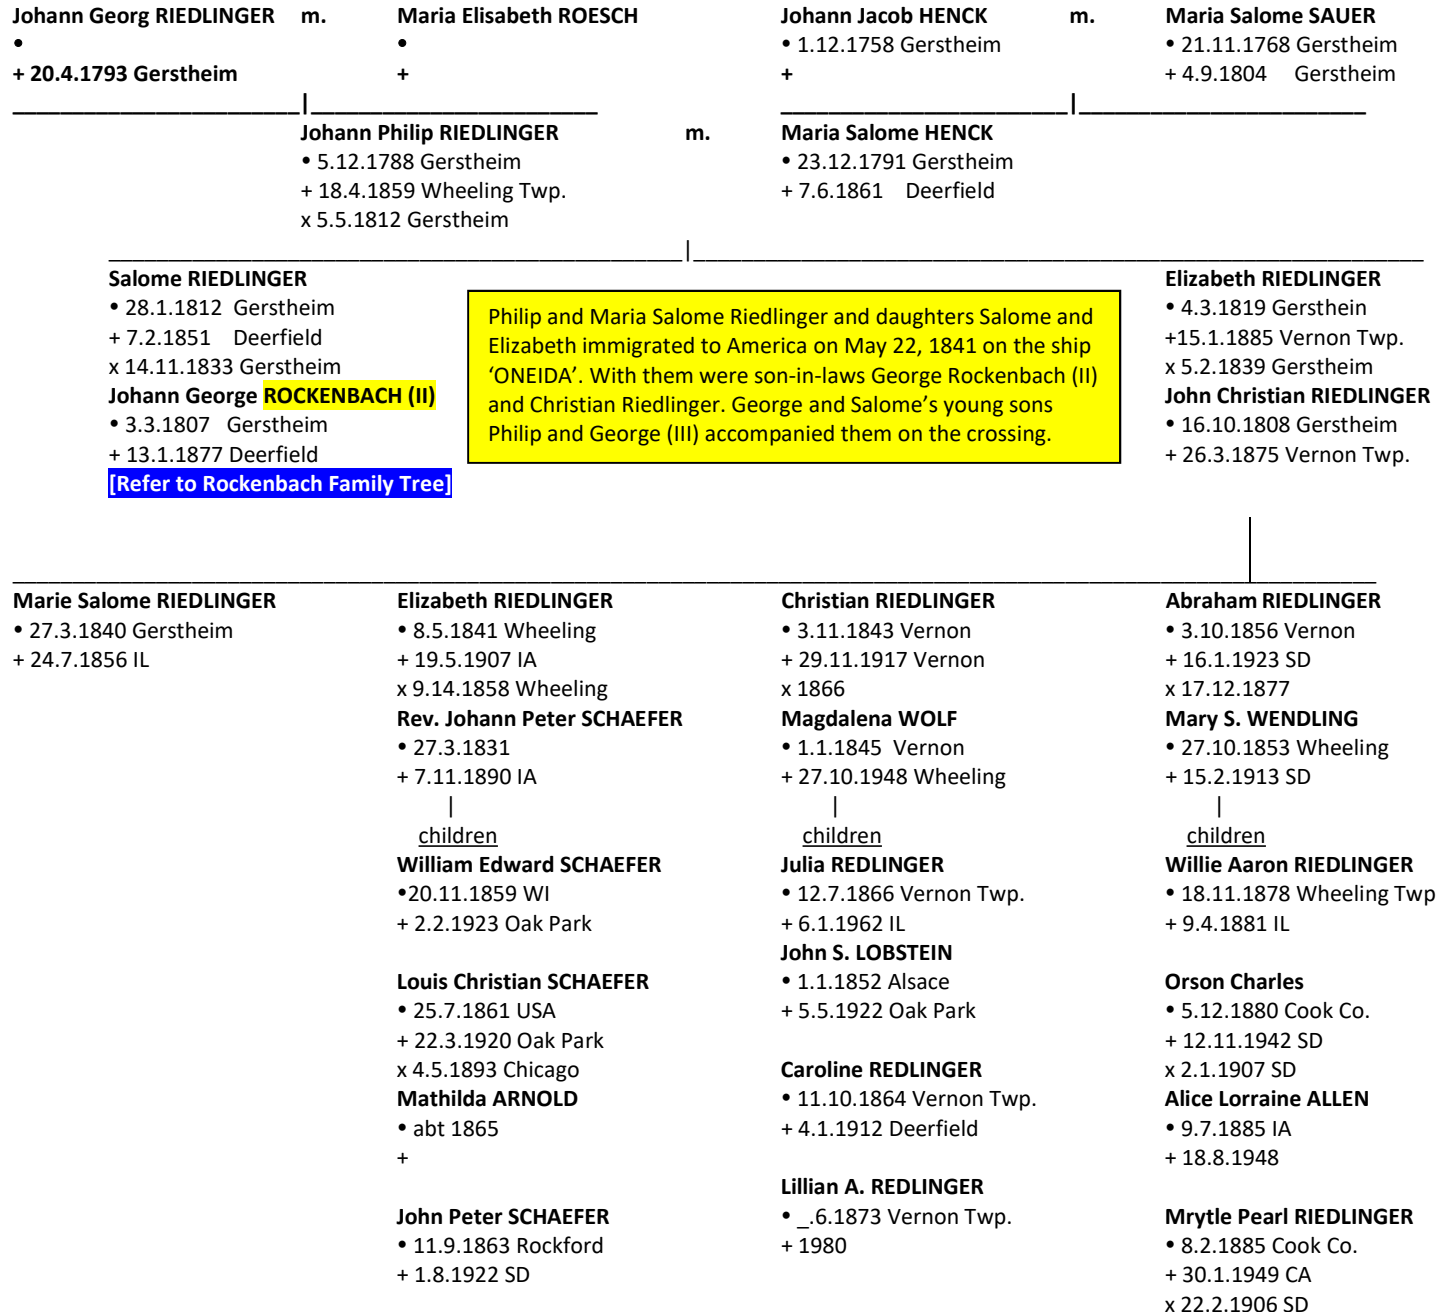 Johann Georg RIEDLINGER m. Maria Elisabeth ROESCH Johann Jacob HENCK m. Maria Salome SAUER
• • • 1.12.1758 Gerstheim • 21.11.1768 Gerstheim
+ 20.4.1793 Gerstheim + + + 4.9.1804 Gerstheim
Johann Philip RIEDLINGER m. Maria Salome HENCK
• 5.12.1788 Gerstheim • 23.12.1791 Gerstheim
+ 18.4.1859 Wheeling Twp. + 7.6.1861 Deerfield
x 5.5.1812 Gerstheim
Salome RIEDLINGER
• 28.1.1812 Gerstheim
+ 7.2.1851 Deerfield
x 14.11.1833 Gerstheim
Johann George ROCKENBACH (II)
• 3.3.1807 Gerstheim
+ 13.1.1877 Deerfield
[Refer to Rockenbach Family Tree]
Philip and Maria Salome Riedlinger and daughters Salome and
Elizabeth immigrated to America on May 22, 1841 on the ship
‘ONEIDA’. With them were son-in-laws George Rockenbach (II)
and Christian Riedlinger. George and Salome’s young sons
Philip and George (III) accompanied them on the crossing.
Elizabeth RIEDLINGER
• 4.3.1819 Gersthein
+15.1.1885 Vernon Twp.
x 5.2.1839 Gerstheim
John Christian RIEDLINGER
• 16.10.1808 Gerstheim
+ 26.3.1875 Vernon Twp.
Marie Salome RIEDLINGER
• 27.3.1840 Gerstheim
+ 24.7.1856 IL
Elizabeth RIEDLINGER
• 8.5.1841 Wheeling
+ 19.5.1907 IA
x 9.14.1858 Wheeling
Rev. Johann Peter SCHAEFER
• 27.3.1831
+ 7.11.1890 IA
children
William Edward SCHAEFER
•20.11.1859 WI
+ 2.2.1923 Oak Park
Louis Christian SCHAEFER
• 25.7.1861 USA
+ 22.3.1920 Oak Park
x 4.5.1893 Chicago
Mathilda ARNOLD
• abt 1865
+
John Peter SCHAEFER
• 11.9.1863 Rockford
+ 1.8.1922 SD
Christian RIEDLINGER
• 3.11.1843 Vernon
+ 29.11.1917 Vernon
x 1866
Magdalena WOLF
• 1.1.1845 Vernon
+ 27.10.1948 Wheeling
children
Julia REDLINGER
• 12.7.1866 Vernon Twp.
+ 6.1.1962 IL
John S. LOBSTEIN
• 1.1.1852 Alsace
+ 5.5.1922 Oak Park
Caroline REDLINGER
• 11.10.1864 Vernon Twp.
+ 4.1.1912 Deerfield
Lillian A. REDLINGER
• _.6.1873 Vernon Twp.
+ 1980
Abraham RIEDLINGER
• 3.10.1856 Vernon
+ 16.1.1923 SD
x 17.12.1877
Mary S. WENDLING
• 27.10.1853 Wheeling
+ 15.2.1913 SD
children
Willie Aaron RIEDLINGER
• 18.11.1878 Wheeling Twp
+ 9.4.1881 IL
Orson Charles
• 5.12.1880 Cook Co.
+ 12.11.1942 SD
x 2.1.1907 SD
Alice Lorraine ALLEN
• 9.7.1885 IA
+ 18.8.1948
Mrytle Pearl RIEDLINGER
• 8.2.1885 Cook Co.
+ 30.1.1949 CA
x 22.2.1906 SD